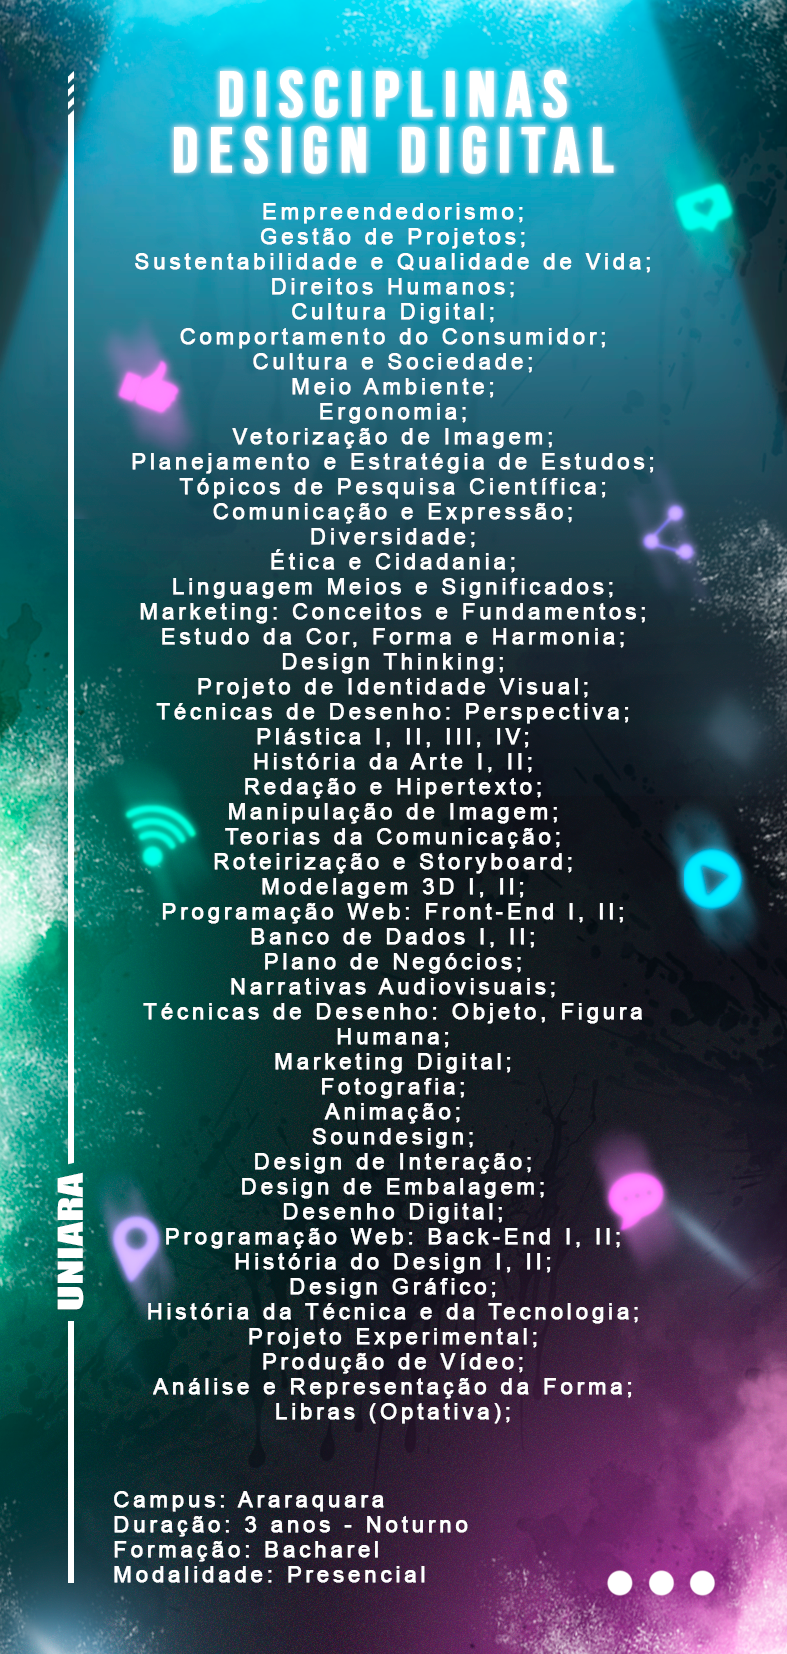 DISCIPLINAS
DESIGN DIGITAL
Empreendedorismo;
Gestão de Projetos;
Sustentabilidade e Qualidade de Vida;
Direitos Humanos;
Cultura Digital;
Comportamento do Consumidor;
Cultura e Sociedade;
Meio Ambiente;
Ergonomia;
Vetorização de Imagem;
Planejamento e Estratégia de Estudos;
Tópicos de Pesquisa Científica;
Comunicação e Expressão;
Diversidade;
Ética e Cidadania;
Linguagem Meios e Significados;
Marketing: Conceitos e Fundamentos;
Estudo da Cor, Forma e Harmonia;
Design Thinking;
Projeto de Identidade Visual;
Técnicas de Desenho: Perspectiva;
Plástica I, II, III, IV;
História da Arte I, II;
Redação e Hipertexto;
Manipulação de Imagem;
Teorias da Comunicação;
Roteirização e Storyboard;
Modelagem 3D I, II;
Programação Web: Front-End I, II;
Banco de Dados I, II;
Plano de Negócios;
Narrativas Audiovisuais;
Técnicas de Desenho: Objeto, Figura
Humana;
Marketing Digital;
Fotografia;
Animação;
Soundesign;
Design de Interação;
Design de Embalagem;
Desenho Digital;
Programação Web: Back-End I, II;
História do Design I, II;
Design Gráfico;
História da Técnica e da Tecnologia;
Projeto Experimental;
Produção de Vídeo;
Análise e Representação da Forma;
Libras (Optativa);
UNIARA
Campus: Araraquara
Duração: 3 anos - Noturno
Formação: Bacharel
Modalidade: Presencial